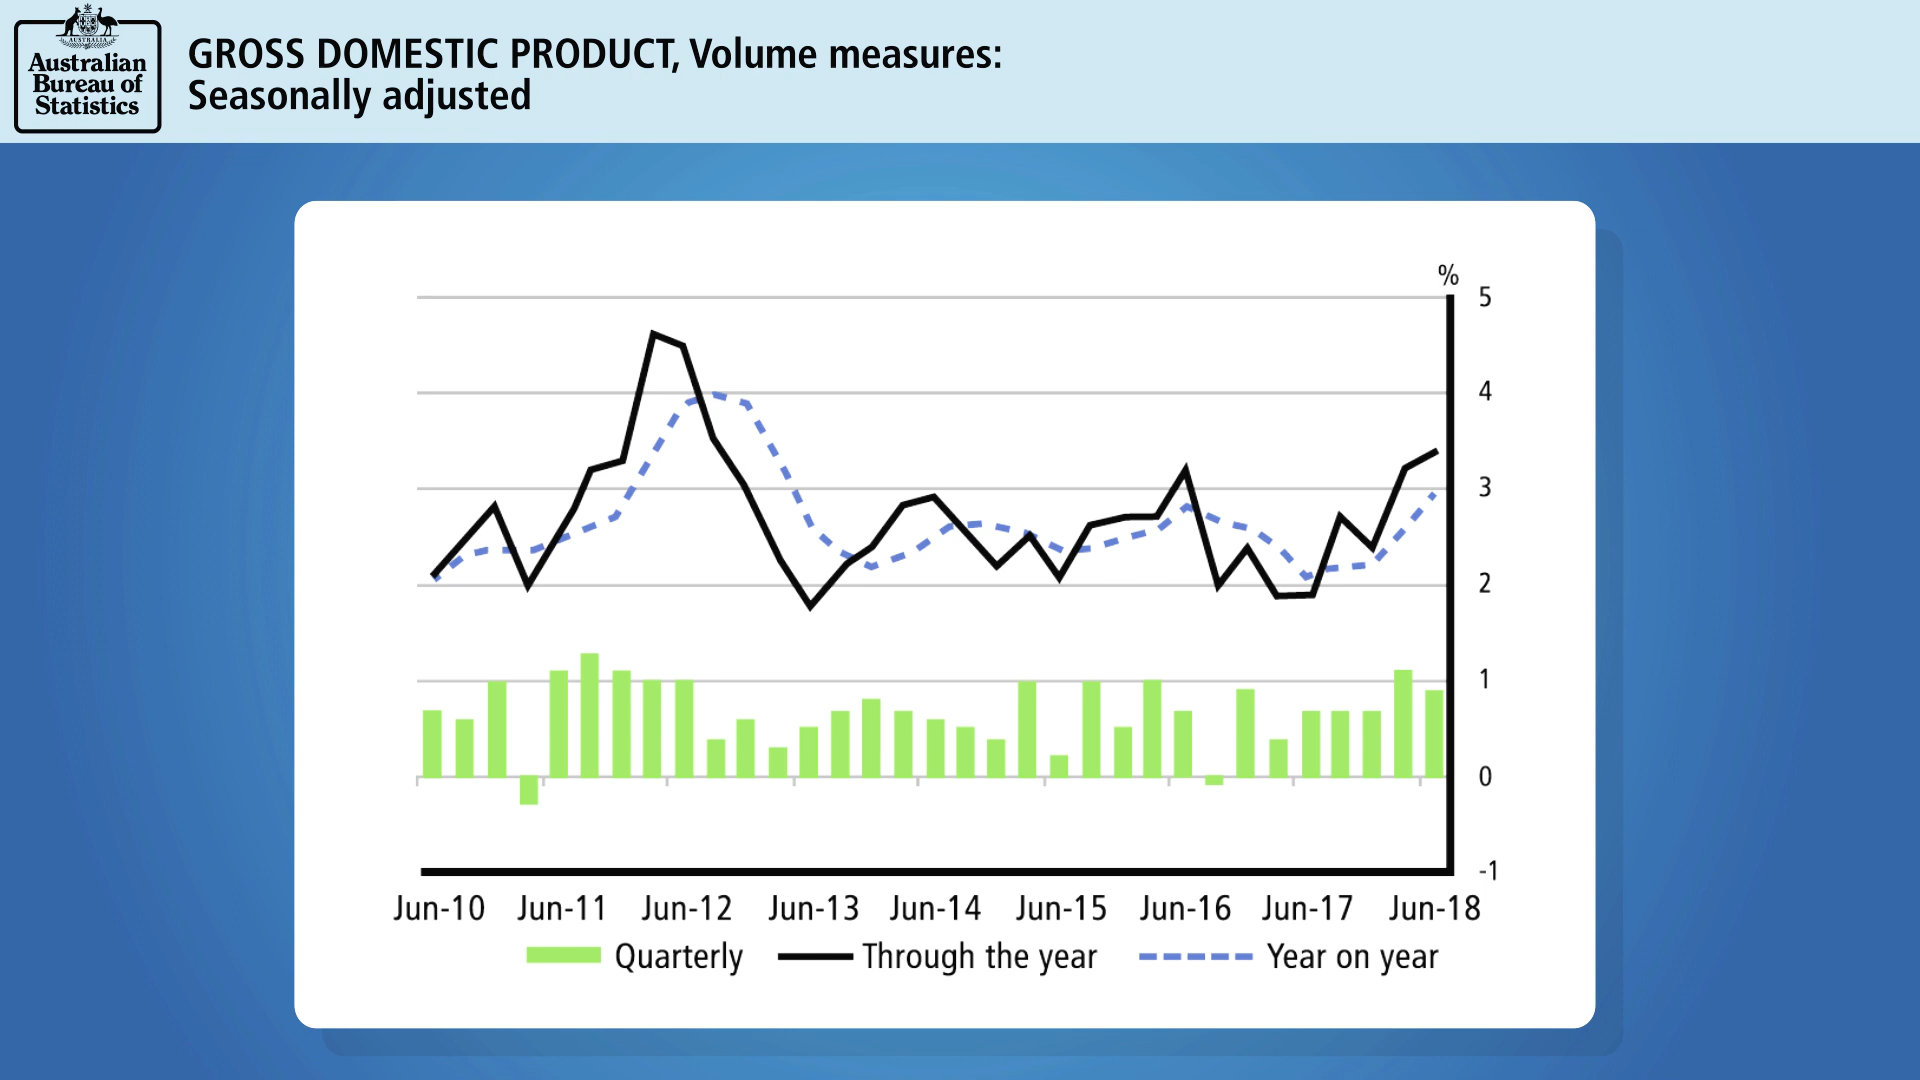 AUSTRALIA
Australian
Bureau of
Statistics
GROSS DOMESTIC PRODUCT, Volume measures:
Seasonally adjusted
%
5
4
3
2
1
0
-1
Jun-10 Jun-11 Jun-12 Jun-13 Jun-14 Jun-15 Jun-16 Jun-17 Jun-18
Quarterly Through the year Year on year